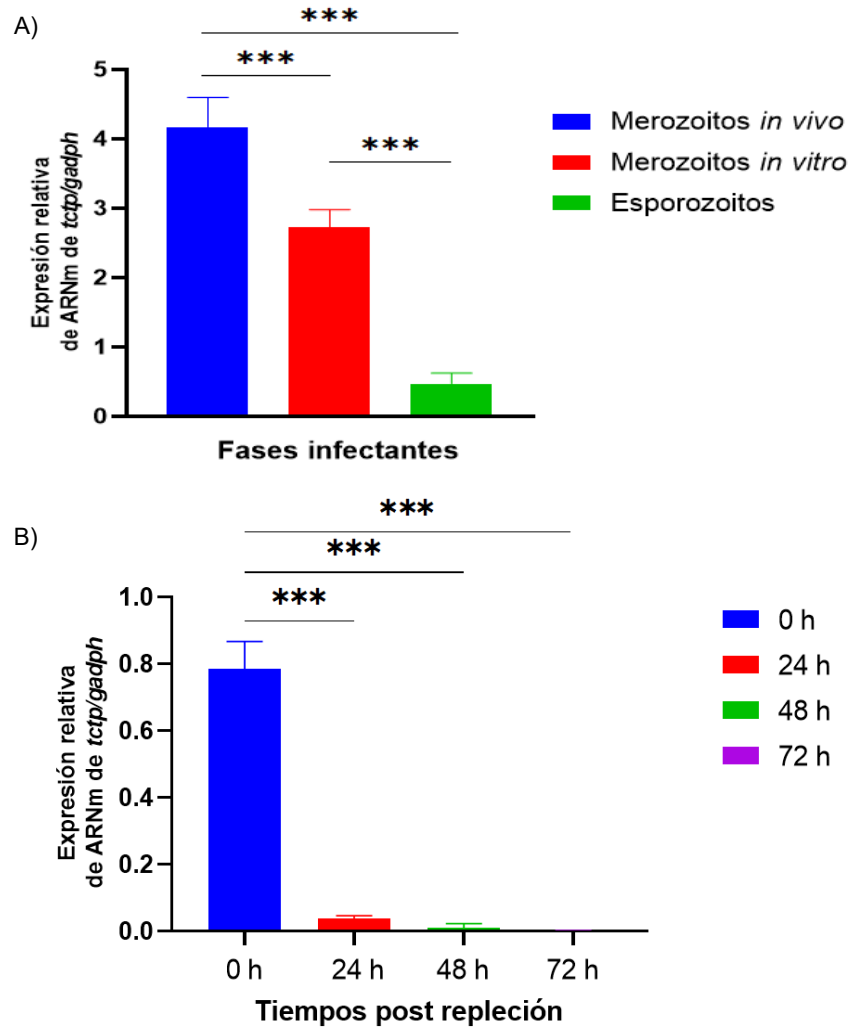 A)
***
***
***
5
4
3
2
1
0
Expresión relativa
de ARNm de tctp/gadph
Merozoitos in vivo
Merozoitos in vitro
Esporozoitos
Fases infectantes
B)
***
***
***
1.0
0.8
0.6
0.4
0.2
0.0
Expresión relativa
de ARNm de tctp/gadph
0 h
24 h
48 h
72 h
0 h 24 h 48 h 72 h
Tiempos post repleción